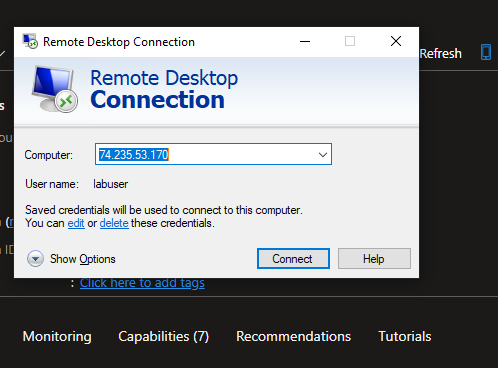 Remote Desktop Connection
Refresh
Remote Desktop
Connection
Computer: 74.235.53.170
User name: labuser
Saved credentials will be used to connect to this computer.
You can edit or delete these credentials.
Show Options Connect Help
: Click here to add tags
Monitoring Capabilities (7) Recommendations Tutorials